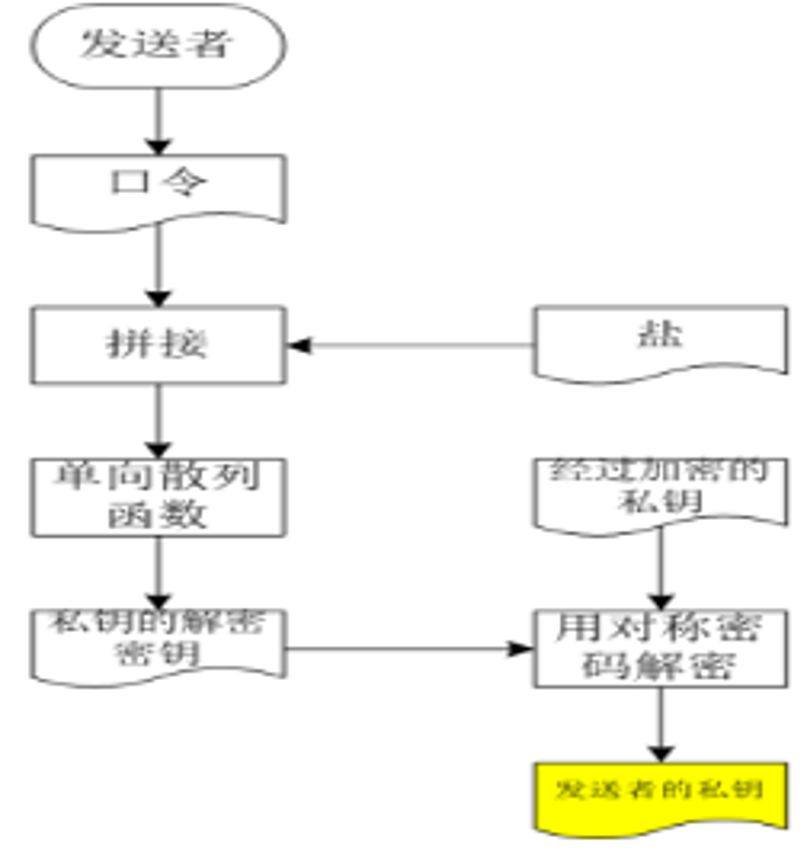 发送者
口令
拼接
盐
单向散列
函数
经过加密的
私钥
私钥的解密
密钥
用对称密
码解密
发送者的私钥